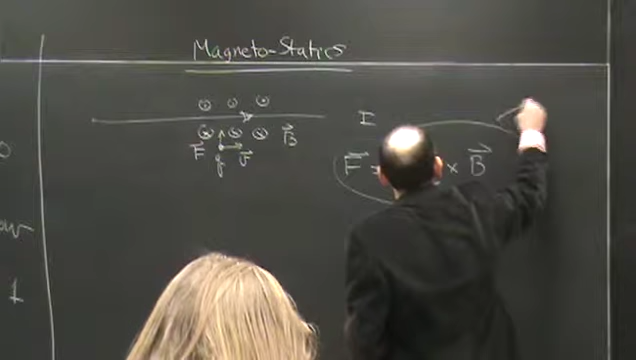 Magneto-Statics
I
B
F q v
F × B